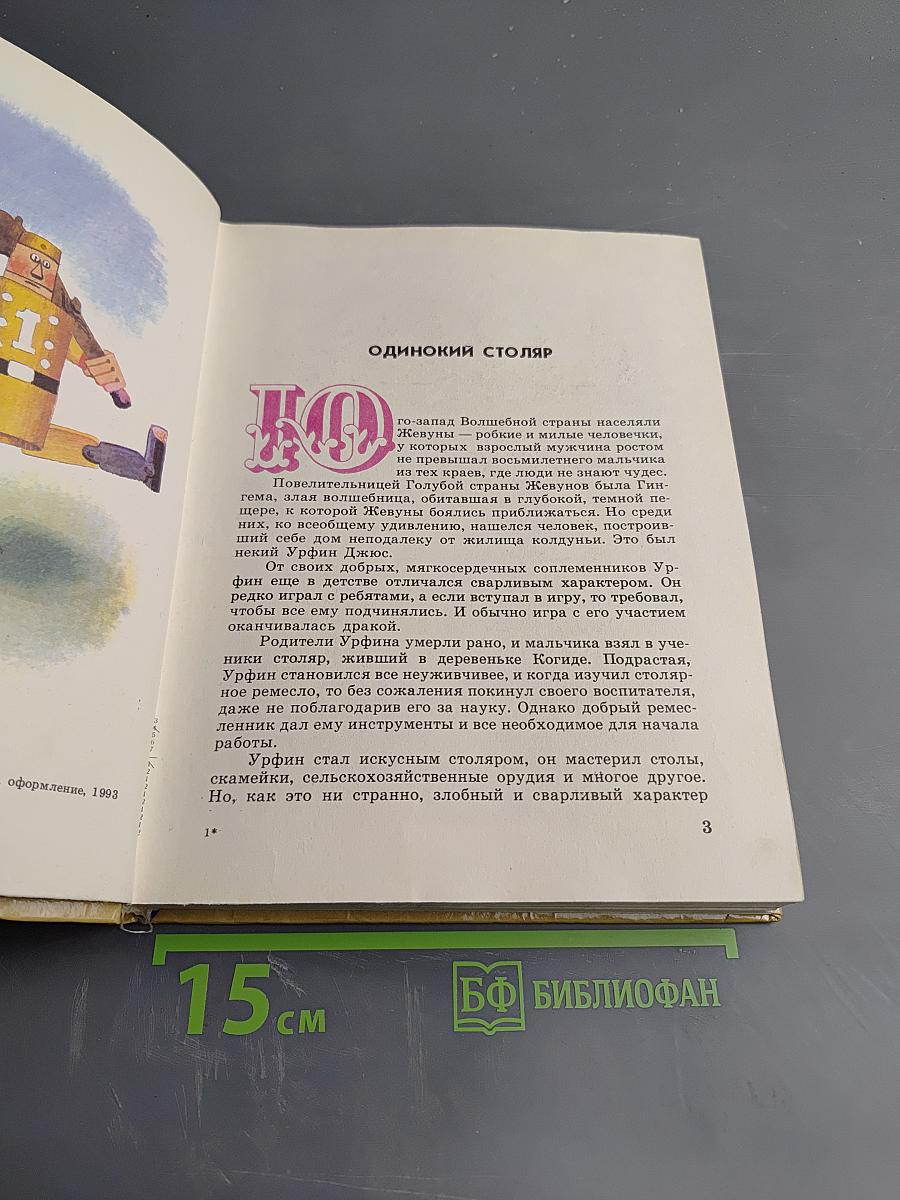 1
оформление, 1993
ОДИНОКИЙ СТОЛЯР
Юго-запад Волшебной страны населяли
Жевуны — робкие и милые человечки,
у которых взрослый мужчина ростом
не превышал восьмилетнего мальчика
из тех краев, где люди не знают чудес.
Повелительницей Голубой страны Жевунов была Гин-
гема, злая волшебница, обитавшая в глубокой, темной пе-
щере, к которой Жевуны боялись приближаться. Но среди
них, ко всеобщему удивлению, нашелся человек, построив-
ший себе дом неподалеку от жилища колдуньи. Это был
некий Урфин Джюс.
От своих добрых, мягкосердечных соплеменников Ур-
фин еще в детстве отличался сварливым характером. Он
редко играл с ребятами, а если вступал в игру, то требовал,
чтобы все ему подчинялись. И обычно игра с его участием
оканчивалась дракой.
Родители Урфина умерли рано, и мальчика взял в уче-
ники столяр, живший в деревеньке Когиде. Подрастая,
Урфин становился все неуживчивее, и когда изучил столяр-
ное ремесло, то без сожаления покинул своего воспитателя,
даже не поблагодарив его за науку. Однако добрый ремес-
ленник дал ему инструменты и все необходимое для начала
работы.
Урфин стал искусным столяром, он мастерил столы,
скамейки, сельскохозяйственные орудия и многое другое.
Но, как это ни странно, злобный и сварливый характер
1*
3
15 см
БФ БИБЛИОФАН